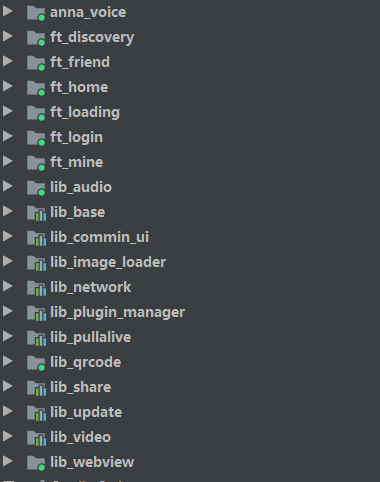 anna_voice
ft_discovery
ft_friend
ft_home
ft_loading
ft_login
ft_mine
lib_audio
lib_base
lib_commin_ui
lib_image_loader
lib_network
lib_plugin_manager
lib_pullalive
lib_qrcode
lib_share
lib_update
lib_video
lib_webview